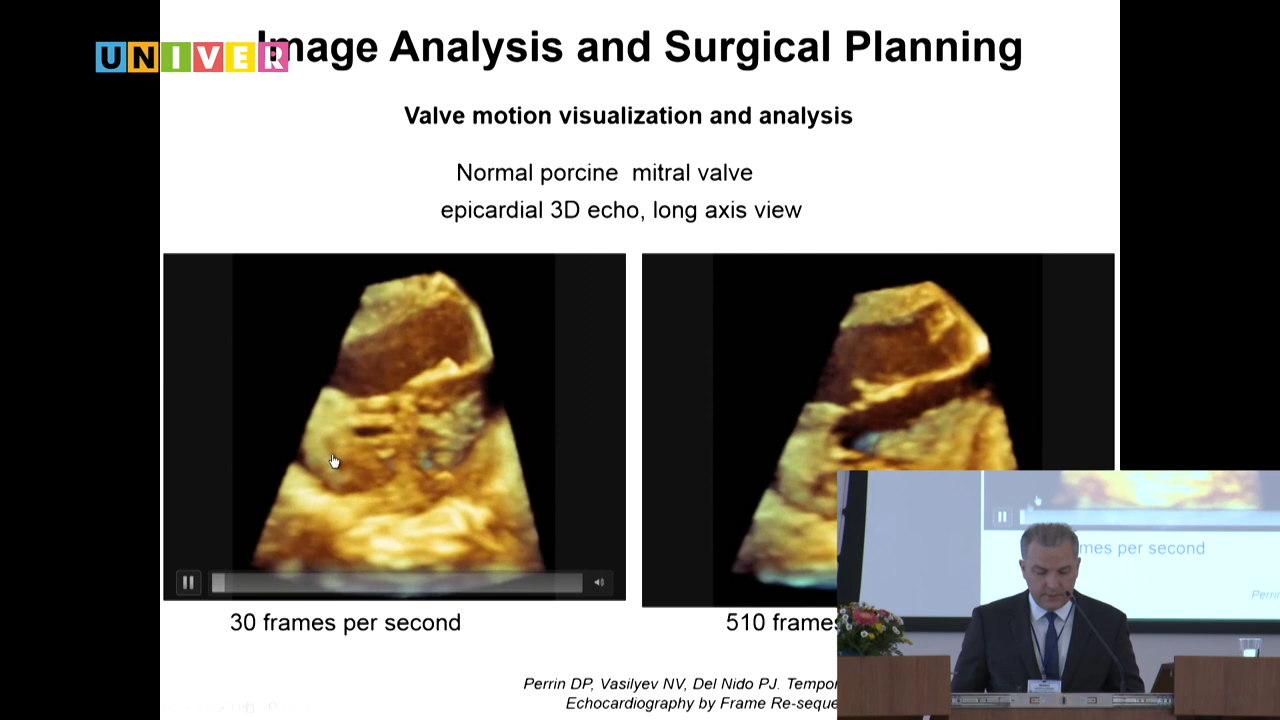 UNIVER
Image Analysis and Surgical Planning
Valve motion visualization and analysis
Normal porcine mitral valve
epicardial 3D echo, long axis view
30 frames per second
510 frames
mes per second
Perrin
Perrin DP, Vasilyev NV, Del Nido PJ. Tempor
Echocardiography by Frame Re-seque